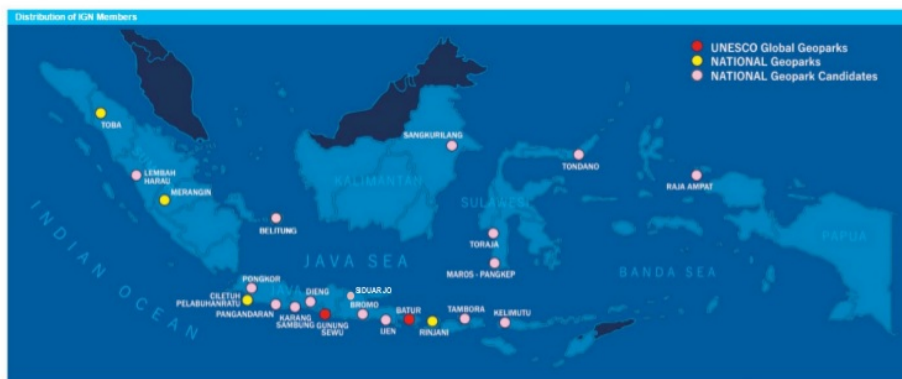 Distribution of IGN Members
UNESCO Global Geoparks
NATIONAL Geoparks
NATIONAL Geopark Candidates
TOBA
SANGKURILANG
TONDANO
LEMBAH
HARAU
MERANGIN
KALIMANTAN
RAJA AMPAT
SULAWESI
BELITUNG
TORAJA
PAPUA
INDIAN OCEAN
JAVA SEA
MAROS - PANGKEP
BANDA SEA
PONGKOR
CILETUH
PELABUHANRATU
JAVA
DIENG
SIDUARJO
PANGANDARAN
KARANG
SAMBUNG
GUNUNG
SEWU
BROMO
IJEN
BATUR
RINJANI
TAMBORA
KELIMUTU